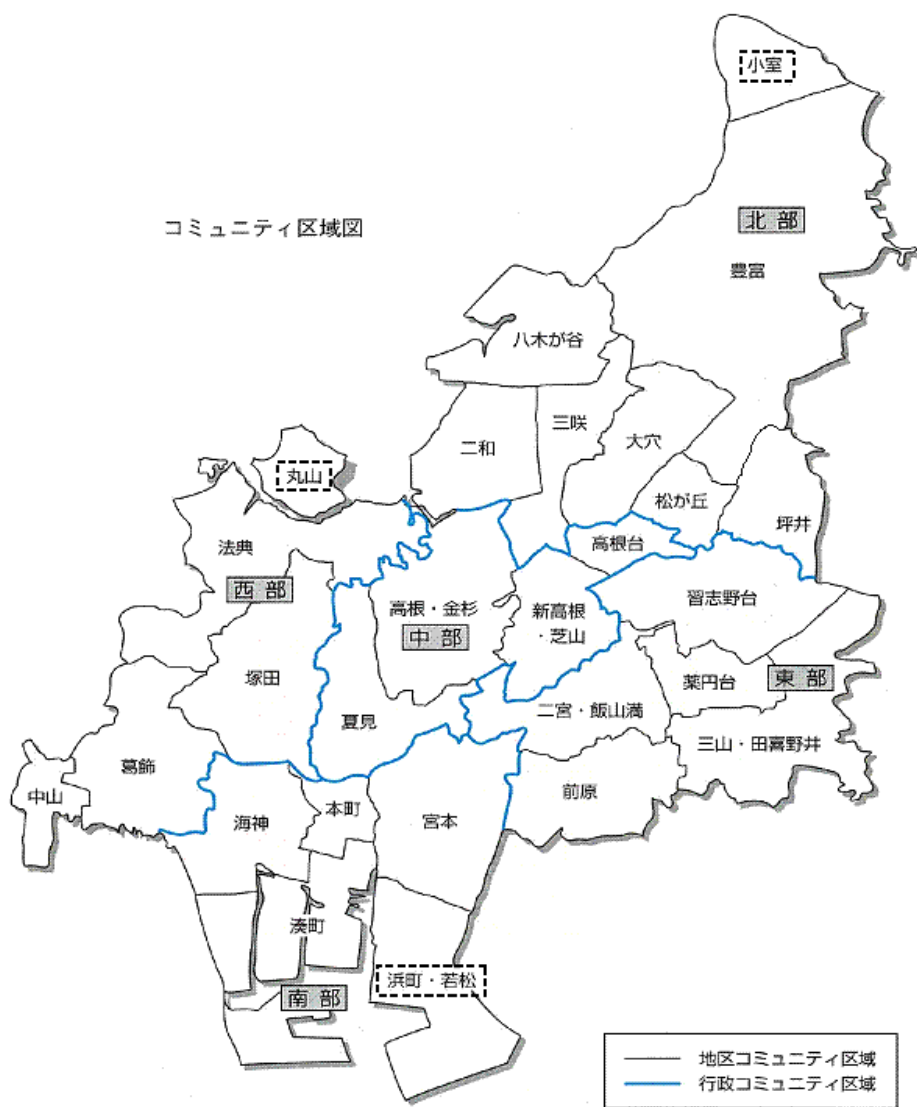 小室
北部
コミュニティ区域図
豊富
八木が谷
三咲
二和
大穴
丸山
松が丘
坪井
法典
高根台
西部
習志野台
高根・金杉
新高根
・芝山
中部
塚田
薬円台
東部
夏見
二宮・飯山満
三山・田喜野井
葛飾
中山
前原
本町
海神
宮本
湊町
浜町・若松
南部
地区コミュニティ区域
行政コミュニティ区域